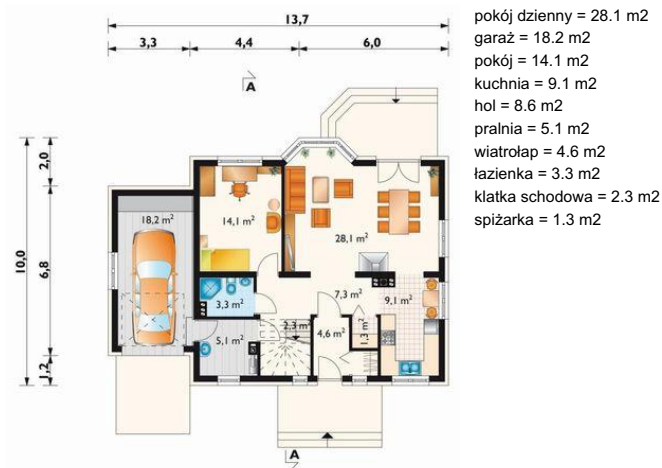 13,7
3,3 4,4 6,0
A
2,0
10,0
6,8
1,2
18,2 m²
14,1 m²
28,1 m²
3,3 m²
7,3 m²
9,1 m²
2,3 m²
4,6 m²
1,3 m²
5,1 m²
A
pokój dzienny = 28.1 m2
garaż = 18.2 m2
pokój = 14.1 m2
kuchnia = 9.1 m2
hol = 8.6 m2
pralnia = 5.1 m2
wiatrołap = 4.6 m2
łazienka = 3.3 m2
klatka schodowa = 2.3 m2
spiżarka = 1.3 m2